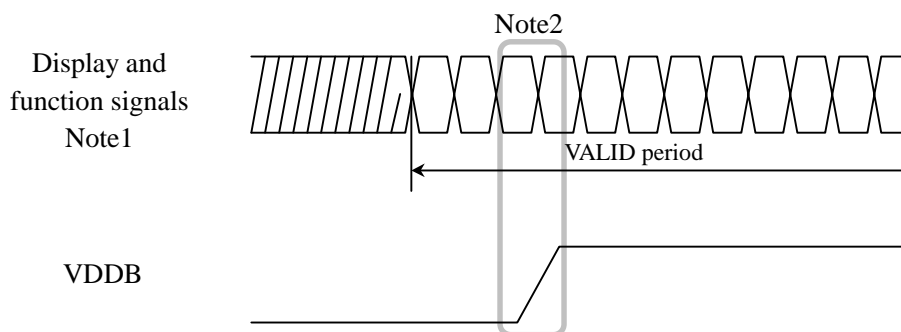 Note2
Display and
function signals
Note1
VALID period
VDDB